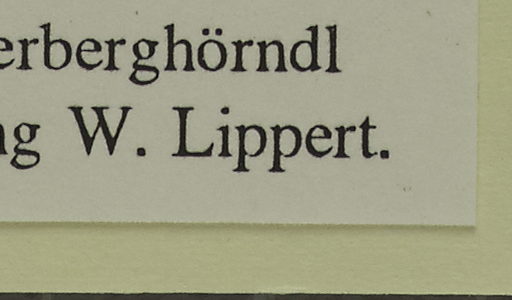 erberghörndl
ng W. Lippert.